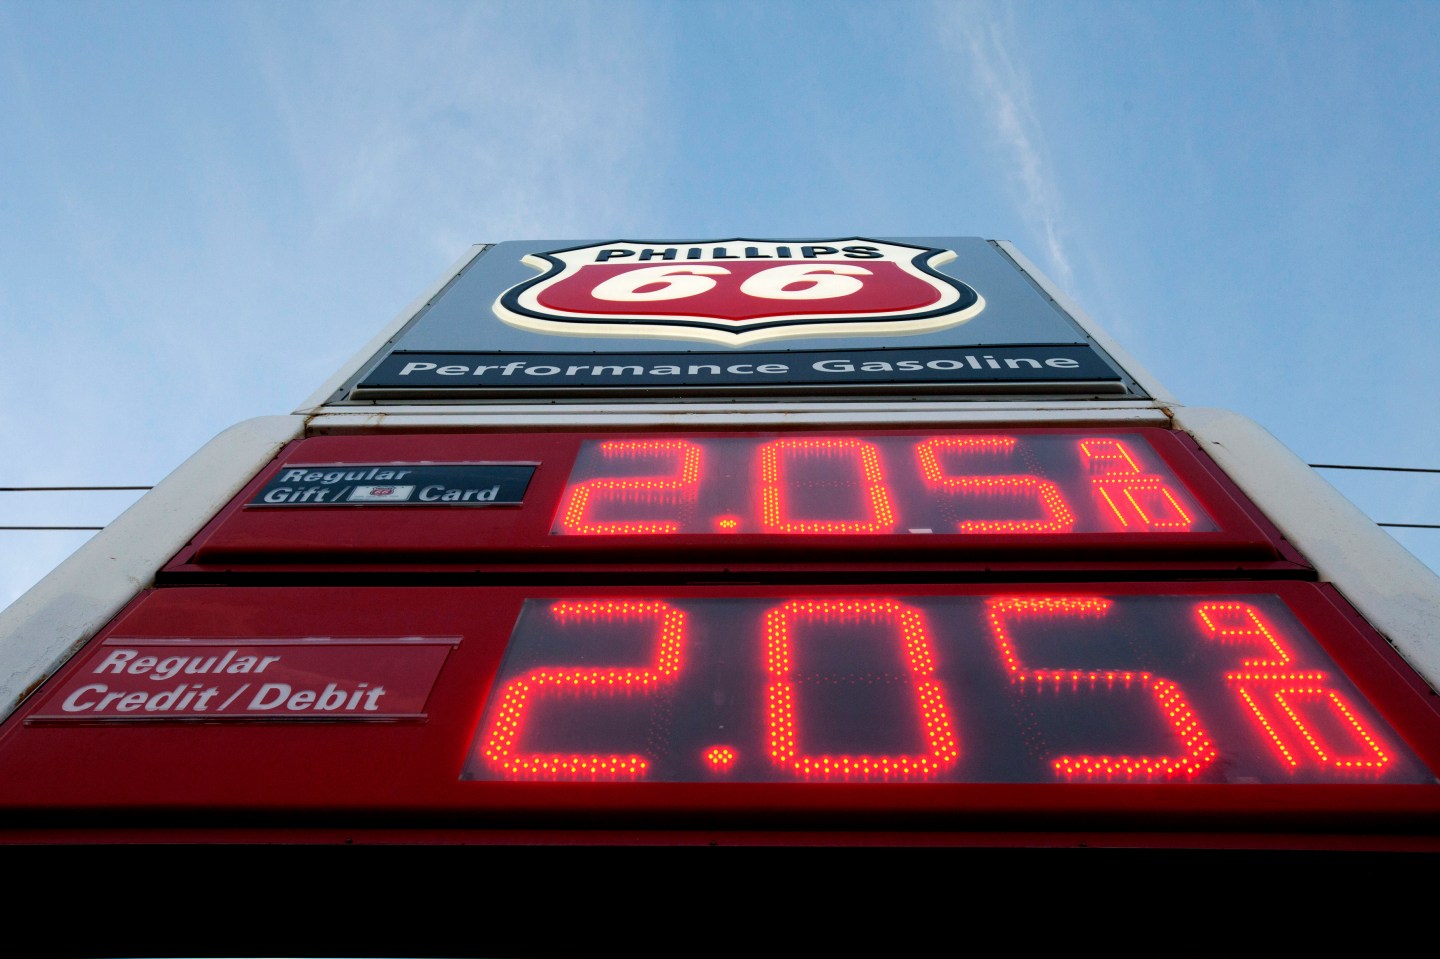 PHILLIPS
66
Performance Gasoline
Regular
Gift / 66 Card
2.05 9/10
Regular
Credit / Debit
2.05 9/10